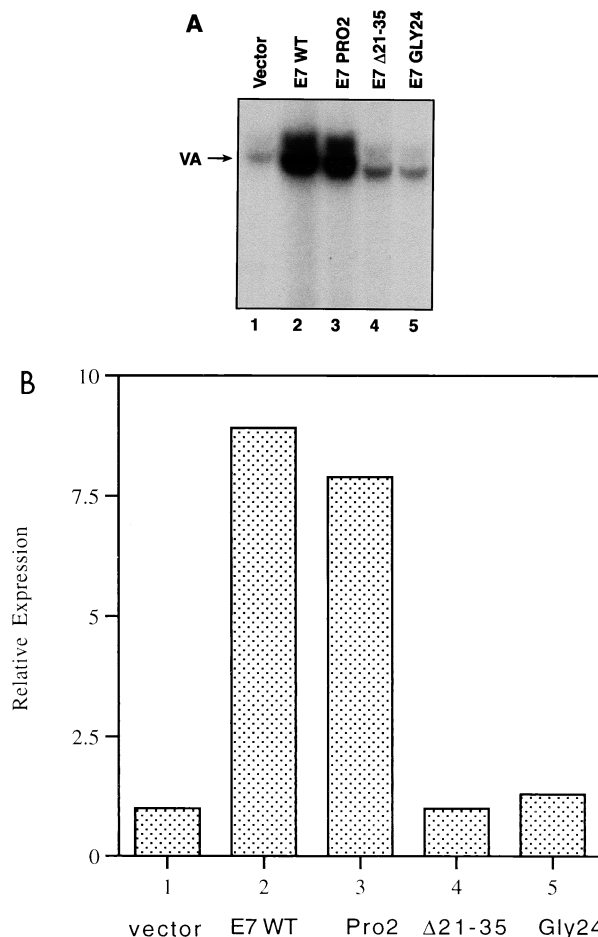 A
Vector
E7 WT
E7 PRO2
E7 Δ21-35
E7 GLY24
VA
1 2 3 4 5
B
10
7.5
5
2.5
0
Relative Expression
1 2 3 4 5
vector E7 WT Pro2 Δ21-35 Gly24